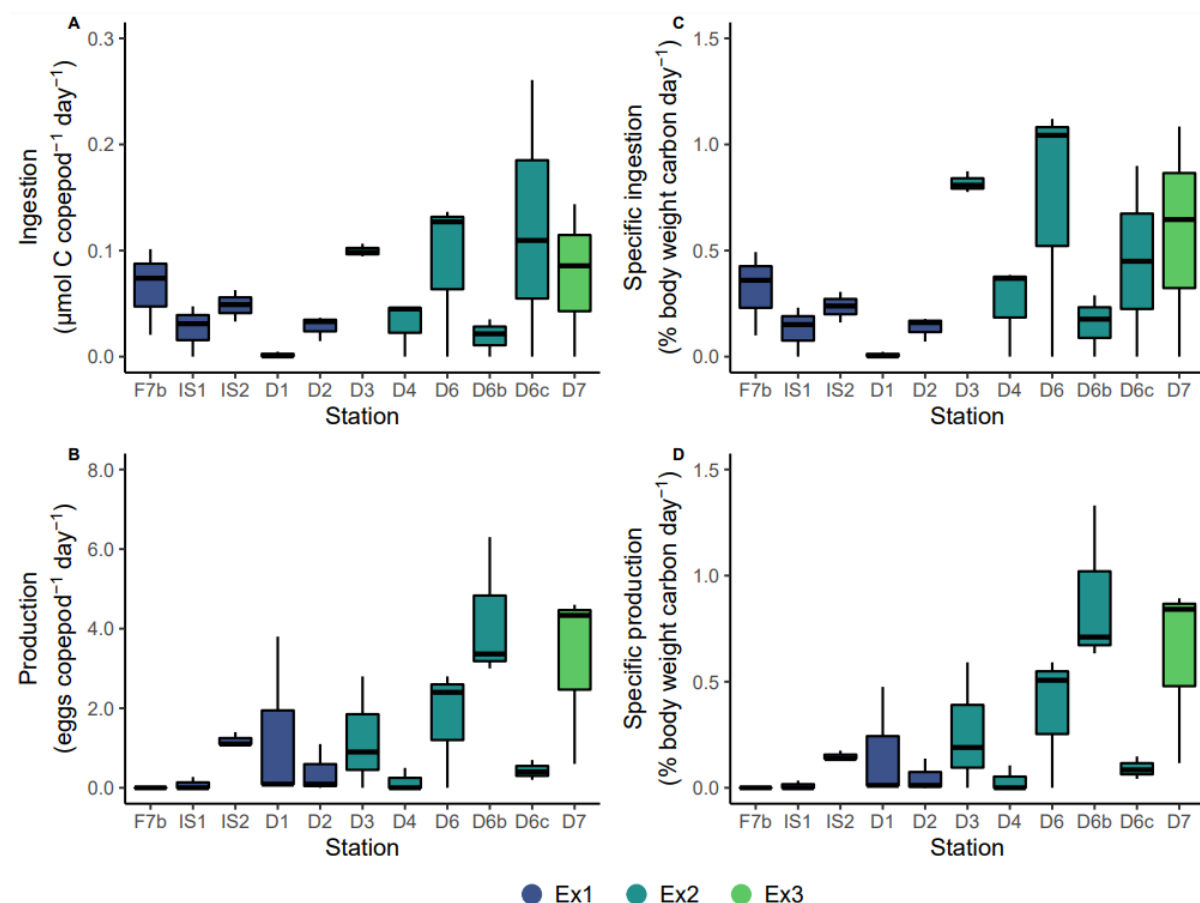 A
0.3
0.2
0.1
0.0
Ingestion
(µmol C copepod⁻¹ day⁻¹)
F7b IS1 IS2 D1 D2 D3 D4 D6 D6b D6c D7
Station
C
1.5
1.0
0.5
0.0
Specific ingestion
(% body weight carbon day⁻¹)
F7b IS1 IS2 D1 D2 D3 D4 D6 D6b D6c D7
Station
B
8.0
6.0
4.0
2.0
0.0
Production
(eggs copepod⁻¹ day⁻¹)
F7b IS1 IS2 D1 D2 D3 D4 D6 D6b D6c D7
Station
D
1.5
1.0
0.5
0.0
Specific production
(% body weight carbon day⁻¹)
F7b IS1 IS2 D1 D2 D3 D4 D6 D6b D6c D7
Station
Ex1 Ex2 Ex3